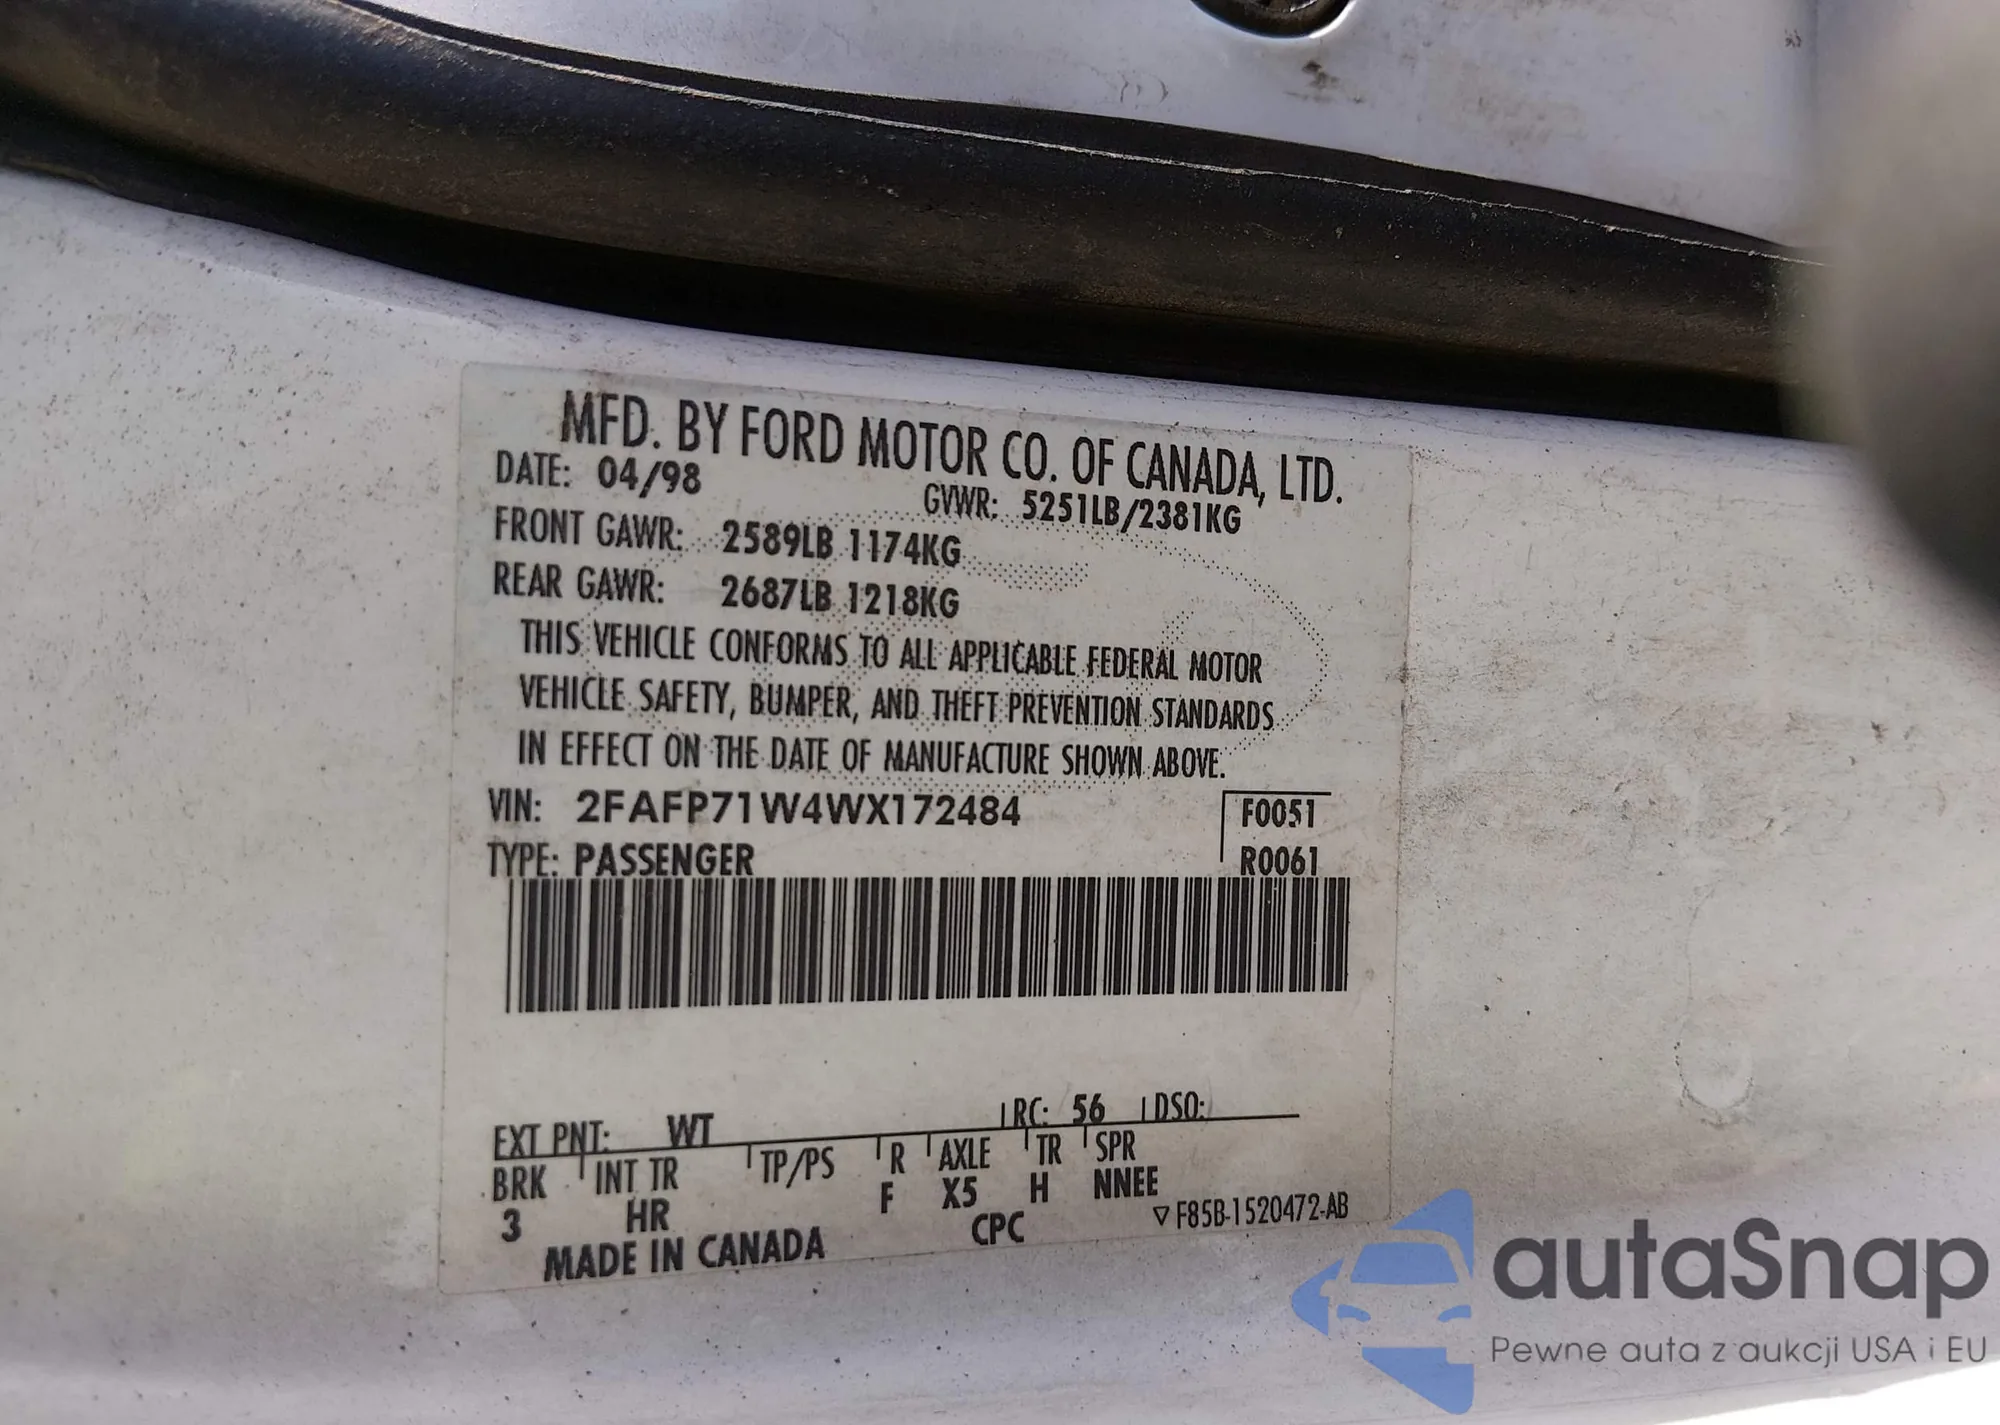 MFD. BY FORD MOTOR CO. OF CANADA, LTD.
DATE: 04/98
GVWR: 5251LB/2381KG
FRONT GAWR: 2589LB 1174KG
REAR GAWR: 2687LB 1218KG
THIS VEHICLE CONFORMS TO ALL APPLICABLE FEDERAL MOTOR
VEHICLE SAFETY, BUMPER, AND THEFT PREVENTION STANDARDS
IN EFFECT ON THE DATE OF MANUFACTURE SHOWN ABOVE.
VIN: 2FAFP71W4WX172484
F0051
TYPE: PASSENGER
R0061
EXT PNT: WT RC: 56 DSO:
BRK INT TR TP/PS R AXLE TR SPR
3 HR F X5 H NNEE
MADE IN CANADA CPC ▽ F85B-1520472-AB
autaSnap
Pewne auta z aukcji USA i EU